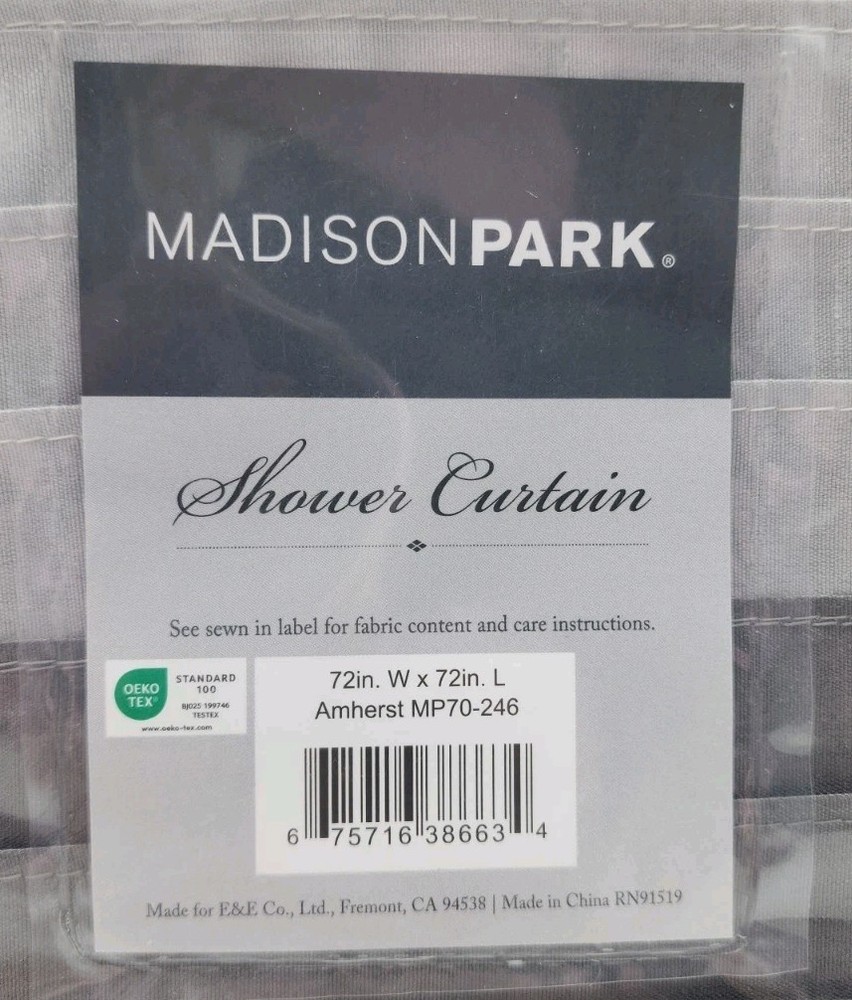 MADISONPARK®
Shower Curtain
See sewn in label for fabric content and care instructions.
OEKO
TEX®
STANDARD
100
BJ025 199746
TESTEX
www.oeko-tex.com
72in. W x 72in. L
Amherst MP70-246
6 75716 38663 4
Made for E&E Co., Ltd., Fremont, CA 94538 | Made in China RN91519